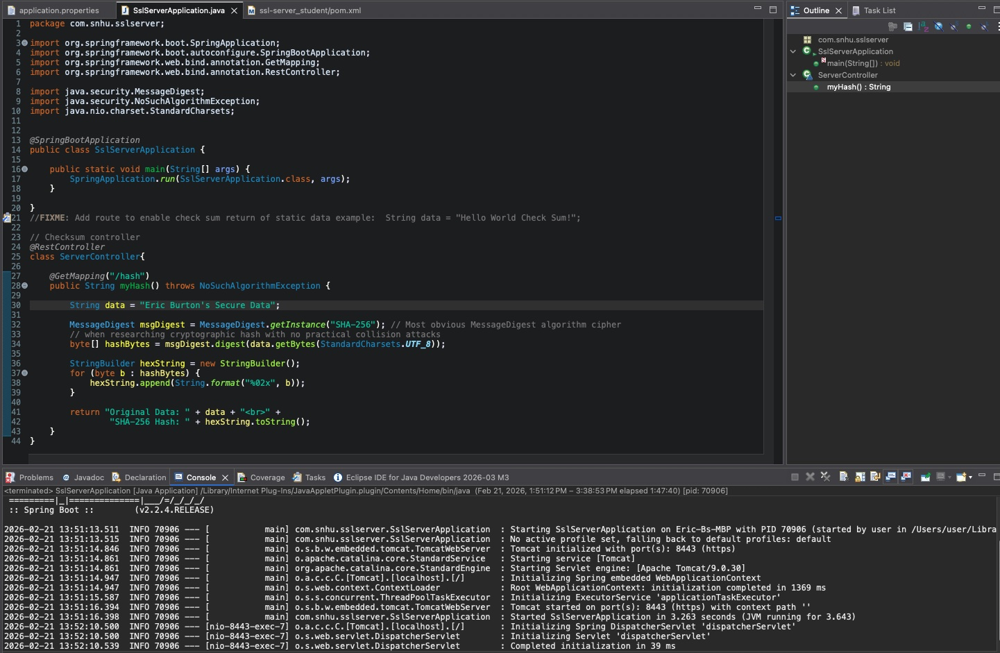 application.properties
SslServerApplication.java
ssl-server_student/pom.xml
1 package com.snhu.sslserver;
2
3 import org.springframework.boot.SpringApplication;
4 import org.springframework.boot.autoconfigure.SpringBootApplication;
5 import org.springframework.web.bind.annotation.GetMapping;
6 import org.springframework.web.bind.annotation.RestController;
7
8 import java.security.MessageDigest;
9 import java.security.NoSuchAlgorithmException;
10 import java.nio.charset.StandardCharsets;
11
12
13 @SpringBootApplication
14 public class SslServerApplication {
15
16     public static void main(String[] args) {
17         SpringApplication.run(SslServerApplication.class, args);
18     }
19
20 }
21 //FIXME: Add route to enable check sum return of static data example:  String data = "Hello World Check Sum!";
22
23 // Checksum controller
24 @RestController
25 class ServerController{
26
27     @GetMapping("/hash")
28     public String myHash() throws NoSuchAlgorithmException {
29
30         String data = "Eric Burton's Secure Data";
31
32         MessageDigest msgDigest = MessageDigest.getInstance("SHA-256"); // Most obvious MessageDigest algorithm cipher
33         // when researching cryptographic hash with no practical collision attacks
34         byte[] hashBytes = msgDigest.digest(data.getBytes(StandardCharsets.UTF_8));
35
36         StringBuilder hexString = new StringBuilder();
37         for (byte b : hashBytes) {
38             hexString.append(String.format("%02x", b));
39         }
40
41         return "Original Data: " + data + "<br>" +
42                 "SHA-256 Hash: " + hexString.toString();
43     }
44 }
Outline
Task List
com.snhu.sslserver
SslServerApplication
main(String[]) : void
ServerController
myHash() : String
Problems
Javadoc
Declaration
Console
Coverage
Tasks
Eclipse IDE for Java Developers 2026-03 M3
<terminated> SslServerApplication [Java Application] /Library/Internet Plug-Ins/JavaAppletPlugin.plugin/Contents/Home/bin/java  (Feb 21, 2026, 1:51:12 PM – 3:38:53 PM elapsed 1:47:40) [pid: 70906]
=========|_|==============|___/=/_/_/_/
:: Spring Boot ::        (v2.2.4.RELEASE)
2026-02-21 13:51:13.511  INFO 70906 --- [           main] com.snhu.sslserver.SslServerApplication  : Starting SslServerApplication on Eric-Bs-MBP with PID 70906 (started by user in /Users/user/Libra
2026-02-21 13:51:13.515  INFO 70906 --- [           main] com.snhu.sslserver.SslServerApplication  : No active profile set, falling back to default profiles: default
2026-02-21 13:51:14.846  INFO 70906 --- [           main] o.s.b.w.embedded.tomcat.TomcatWebServer  : Tomcat initialized with port(s): 8443 (https)
2026-02-21 13:51:14.861  INFO 70906 --- [           main] o.apache.catalina.core.StandardService   : Starting service [Tomcat]
2026-02-21 13:51:14.861  INFO 70906 --- [           main] org.apache.catalina.core.StandardEngine  : Starting Servlet engine: [Apache Tomcat/9.0.30]
2026-02-21 13:51:14.947  INFO 70906 --- [           main] o.a.c.c.C.[Tomcat].[localhost].[/]       : Initializing Spring embedded WebApplicationContext
2026-02-21 13:51:14.947  INFO 70906 --- [           main] o.s.web.context.ContextLoader            : Root WebApplicationContext: initialization completed in 1369 ms
2026-02-21 13:51:15.587  INFO 70906 --- [           main] o.s.s.concurrent.ThreadPoolTaskExecutor  : Initializing ExecutorService 'applicationTaskExecutor'
2026-02-21 13:51:16.394  INFO 70906 --- [           main] o.s.b.w.embedded.tomcat.TomcatWebServer  : Tomcat started on port(s): 8443 (https) with context path ''
2026-02-21 13:51:16.398  INFO 70906 --- [           main] com.snhu.sslserver.SslServerApplication  : Started SslServerApplication in 3.263 seconds (JVM running for 3.643)
2026-02-21 13:52:10.500  INFO 70906 --- [nio-8443-exec-7] o.a.c.c.C.[Tomcat].[localhost].[/]       : Initializing Spring DispatcherServlet 'dispatcherServlet'
2026-02-21 13:52:10.500  INFO 70906 --- [nio-8443-exec-7] o.s.web.servlet.DispatcherServlet        : Initializing Servlet 'dispatcherServlet'
2026-02-21 13:52:10.539  INFO 70906 --- [nio-8443-exec-7] o.s.web.servlet.DispatcherServlet        : Completed initialization in 39 ms